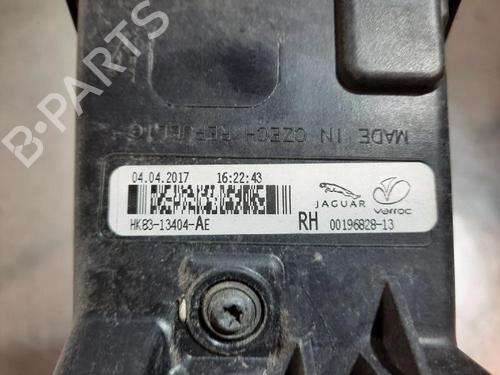 B-PARTS
MADE IN CZECH REPUBLIC
04.04.2017 16:22:43
JAGUAR varroc
HK83-13404-AE RH 00196828-13